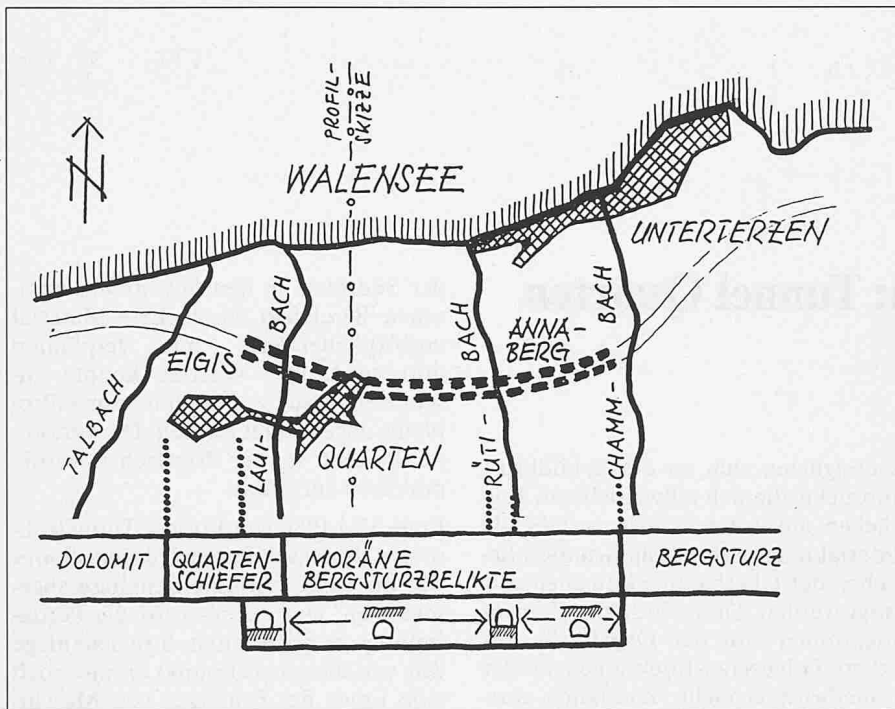 PROFIL-
SKIZZE
N
WALENSEE
UNTERTERZEN
BACH
BACH
BACH
ANNA-
BERG
EIGIS
TALBACH
LAUI-
QUARTEN
RÜTI-
CHAMM-
DOLOMIT
QUARTEN-
SCHIEFER
MORÄNE
BERGSTURZRELIKTE
BERGSTURZ